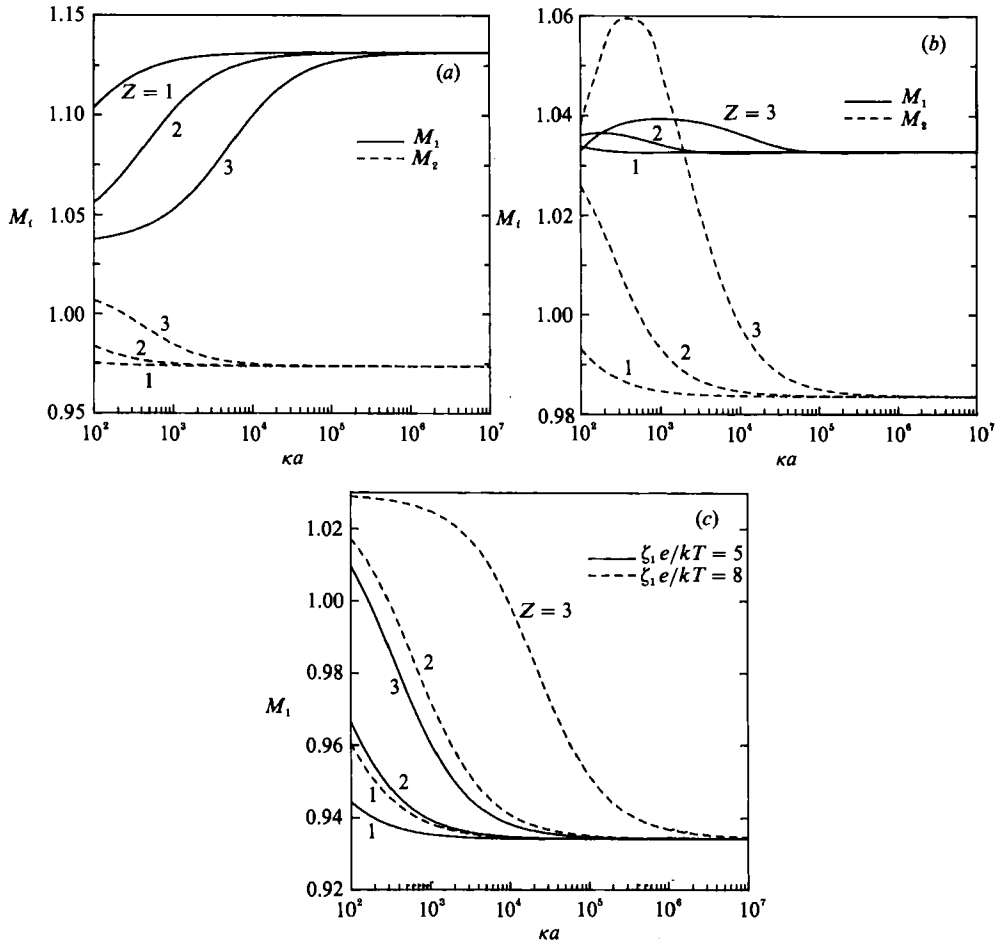 1.15
(a)
Z = 1
1.10
2
M₁
M₂
3
1.05
Mᵢ
1.00
3
2
1
0.95
10² 10³ 10⁴ 10⁵ 10⁶ 10⁷
κa
1.06
(b)
M₁
M₂
Z = 3
1.04
2
1
1.02
Mᵢ
1.00
3
2
1
0.98
10² 10³ 10⁴ 10⁵ 10⁶ 10⁷
κa
(c)
1.02
ζ₁e/kT = 5
ζ₁e/kT = 8
1.00
Z = 3
2
0.98
3
M₁
0.96
2
1
0.94
1
0.92
10² 10³ 10⁴ 10⁵ 10⁶ 10⁷
κa